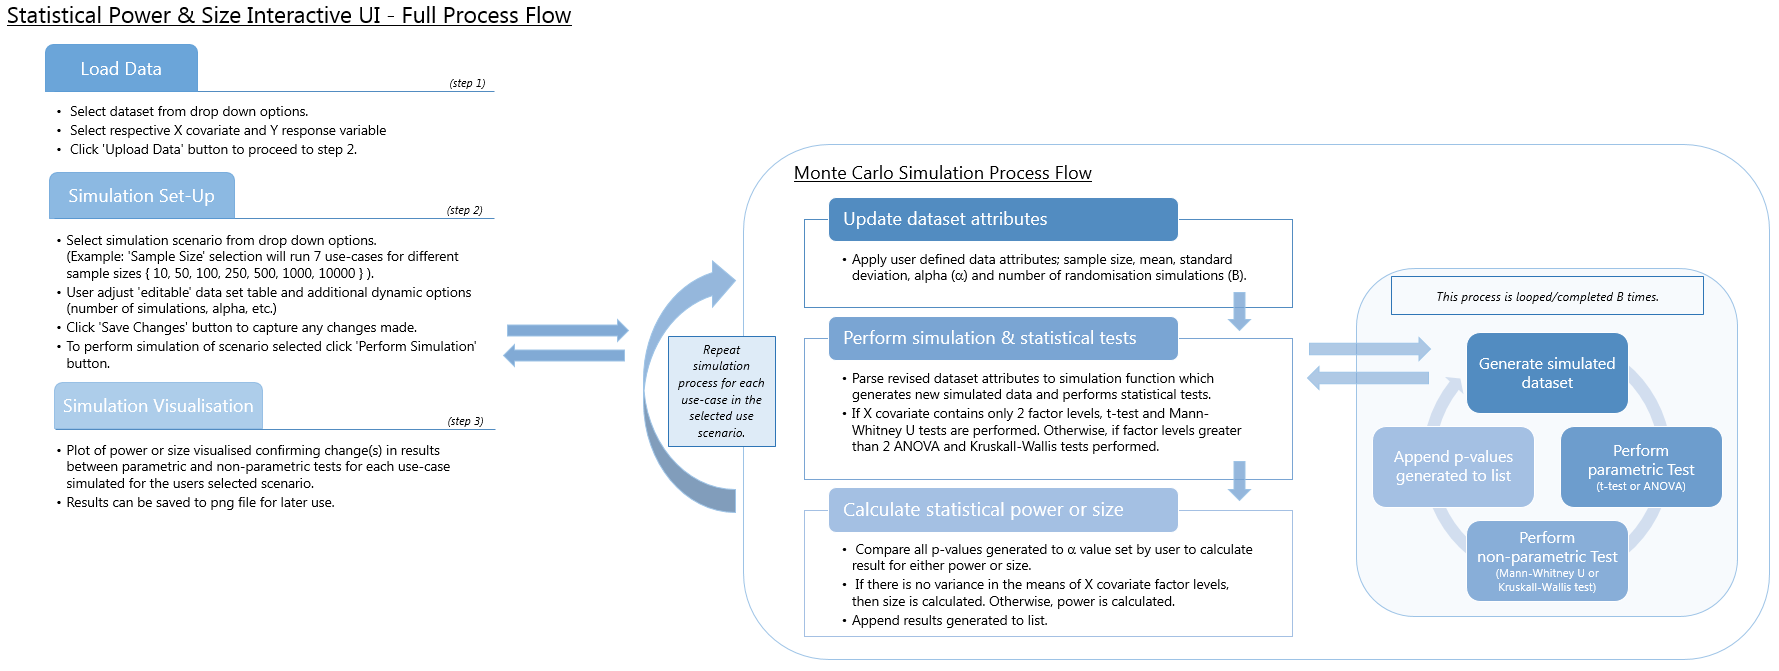 Statistical Power & Size Interactive UI - Full Process Flow
Load Data
(step 1)
• Select dataset from drop down options.
• Select respective X covariate and Y response variable
• Click 'Upload Data' button to proceed to step 2.
Simulation Set-Up
(step 2)
• Select simulation scenario from drop down options.
(Example: 'Sample Size' selection will run 7 use-cases for different
sample sizes { 10, 50, 100, 250, 500, 1000, 10000 } ).
• User adjust 'editable' data set table and additional dynamic options
(number of simulations, alpha, etc.)
• Click 'Save Changes' button to capture any changes made.
• To perform simulation of scenario selected click 'Perform Simulation'
button.
Simulation Visualisation
(step 3)
• Plot of power or size visualised confirming change(s) in results
between parametric and non-parametric tests for each use-case
simulated for the users selected scenario.
• Results can be saved to png file for later use.
Repeat
simulation
process for each
use-case in the
selected use
scenario.
Monte Carlo Simulation Process Flow
Update dataset attributes
• Apply user defined data attributes; sample size, mean, standard
deviation, alpha (α) and number of randomisation simulations (B).
Perform simulation & statistical tests
• Parse revised dataset attributes to simulation function which
generates new simulated data and performs statistical tests.
• If X covariate contains only 2 factor levels, t-test and Mann-
Whitney U tests are performed. Otherwise, if factor levels greater
than 2 ANOVA and Kruskall-Wallis tests performed.
Calculate statistical power or size
• Compare all p-values generated to α value set by user to calculate
result for either power or size.
• If there is no variance in the means of X covariate factor levels,
then size is calculated. Otherwise, power is calculated.
• Append results generated to list.
This process is looped/completed B times.
Generate simulated
dataset
Perform
parametric Test
(t-test or ANOVA)
Perform
non-parametric Test
(Mann-Whitney U or
Kruskall-Wallis test)
Append p-values
generated to list